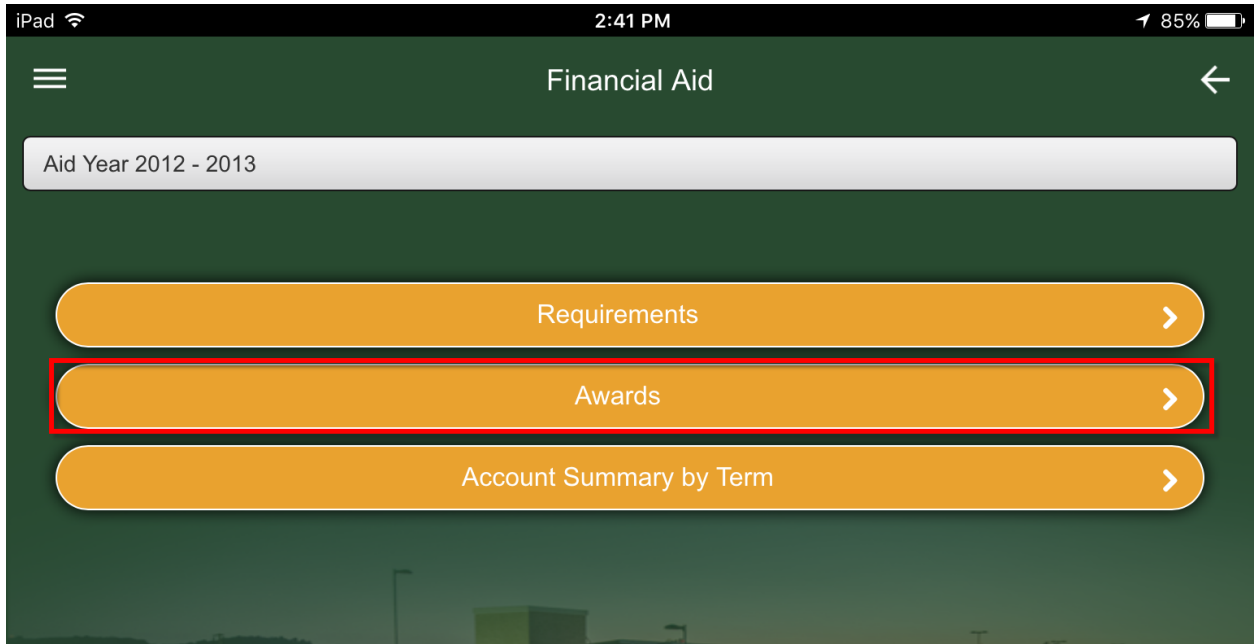 iPad 2:41 PM 85%
Financial Aid
Aid Year 2012 - 2013
Requirements
Awards
Account Summary by Term